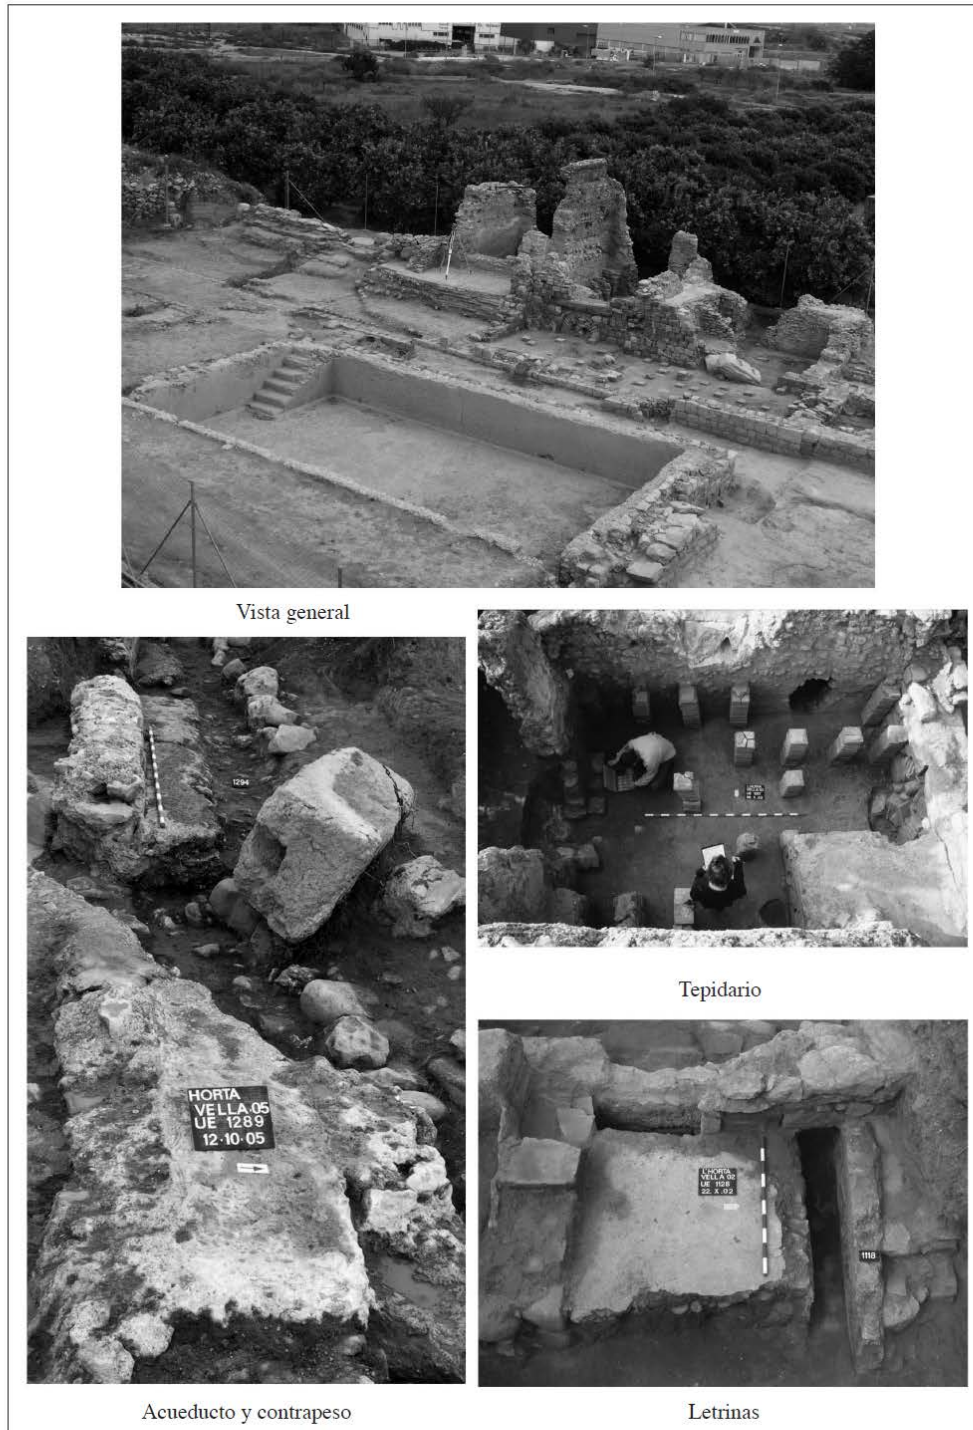 Vista general
1294
HORTA
VELLA·05
UE 1289
12·10·05
Acueducto y contrapeso
Tepidario
L'HORTA
VELLA 02
UE 1128
22. X .02
1118
Letrinas